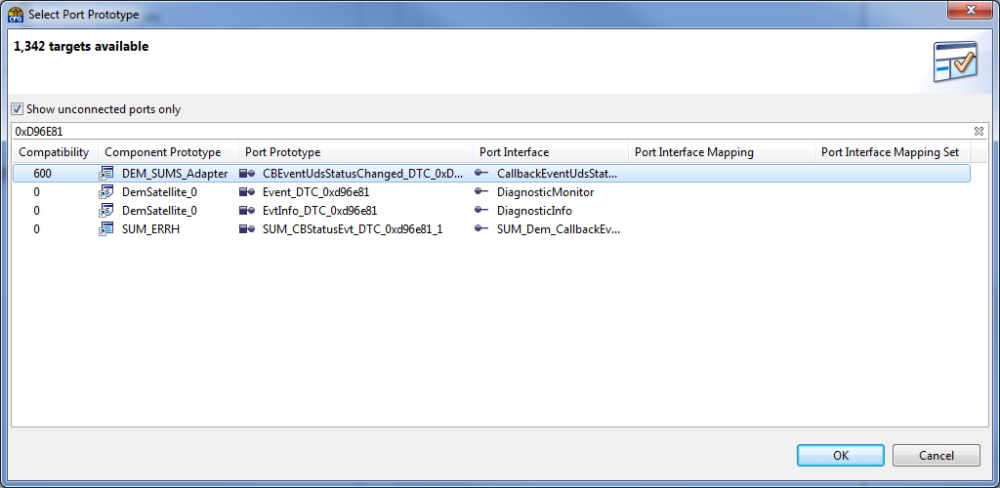 CFG Select Port Prototype
1,342 targets available
Show unconnected ports only
0xD96E81
Compatibility Component Prototype Port Prototype Port Interface Port Interface Mapping Port Interface Mapping Set
600 DEM_SUMS_Adapter CBEventUdsStatusChanged_DTC_0xD... CallbackEventUdsStat...
0 DemSatellite_0 Event_DTC_0xd96e81 DiagnosticMonitor
0 DemSatellite_0 EvtInfo_DTC_0xd96e81 DiagnosticInfo
0 SUM_ERRH SUM_CBStatusEvt_DTC_0xd96e81_1 SUM_Dem_CallbackEv...
OK Cancel